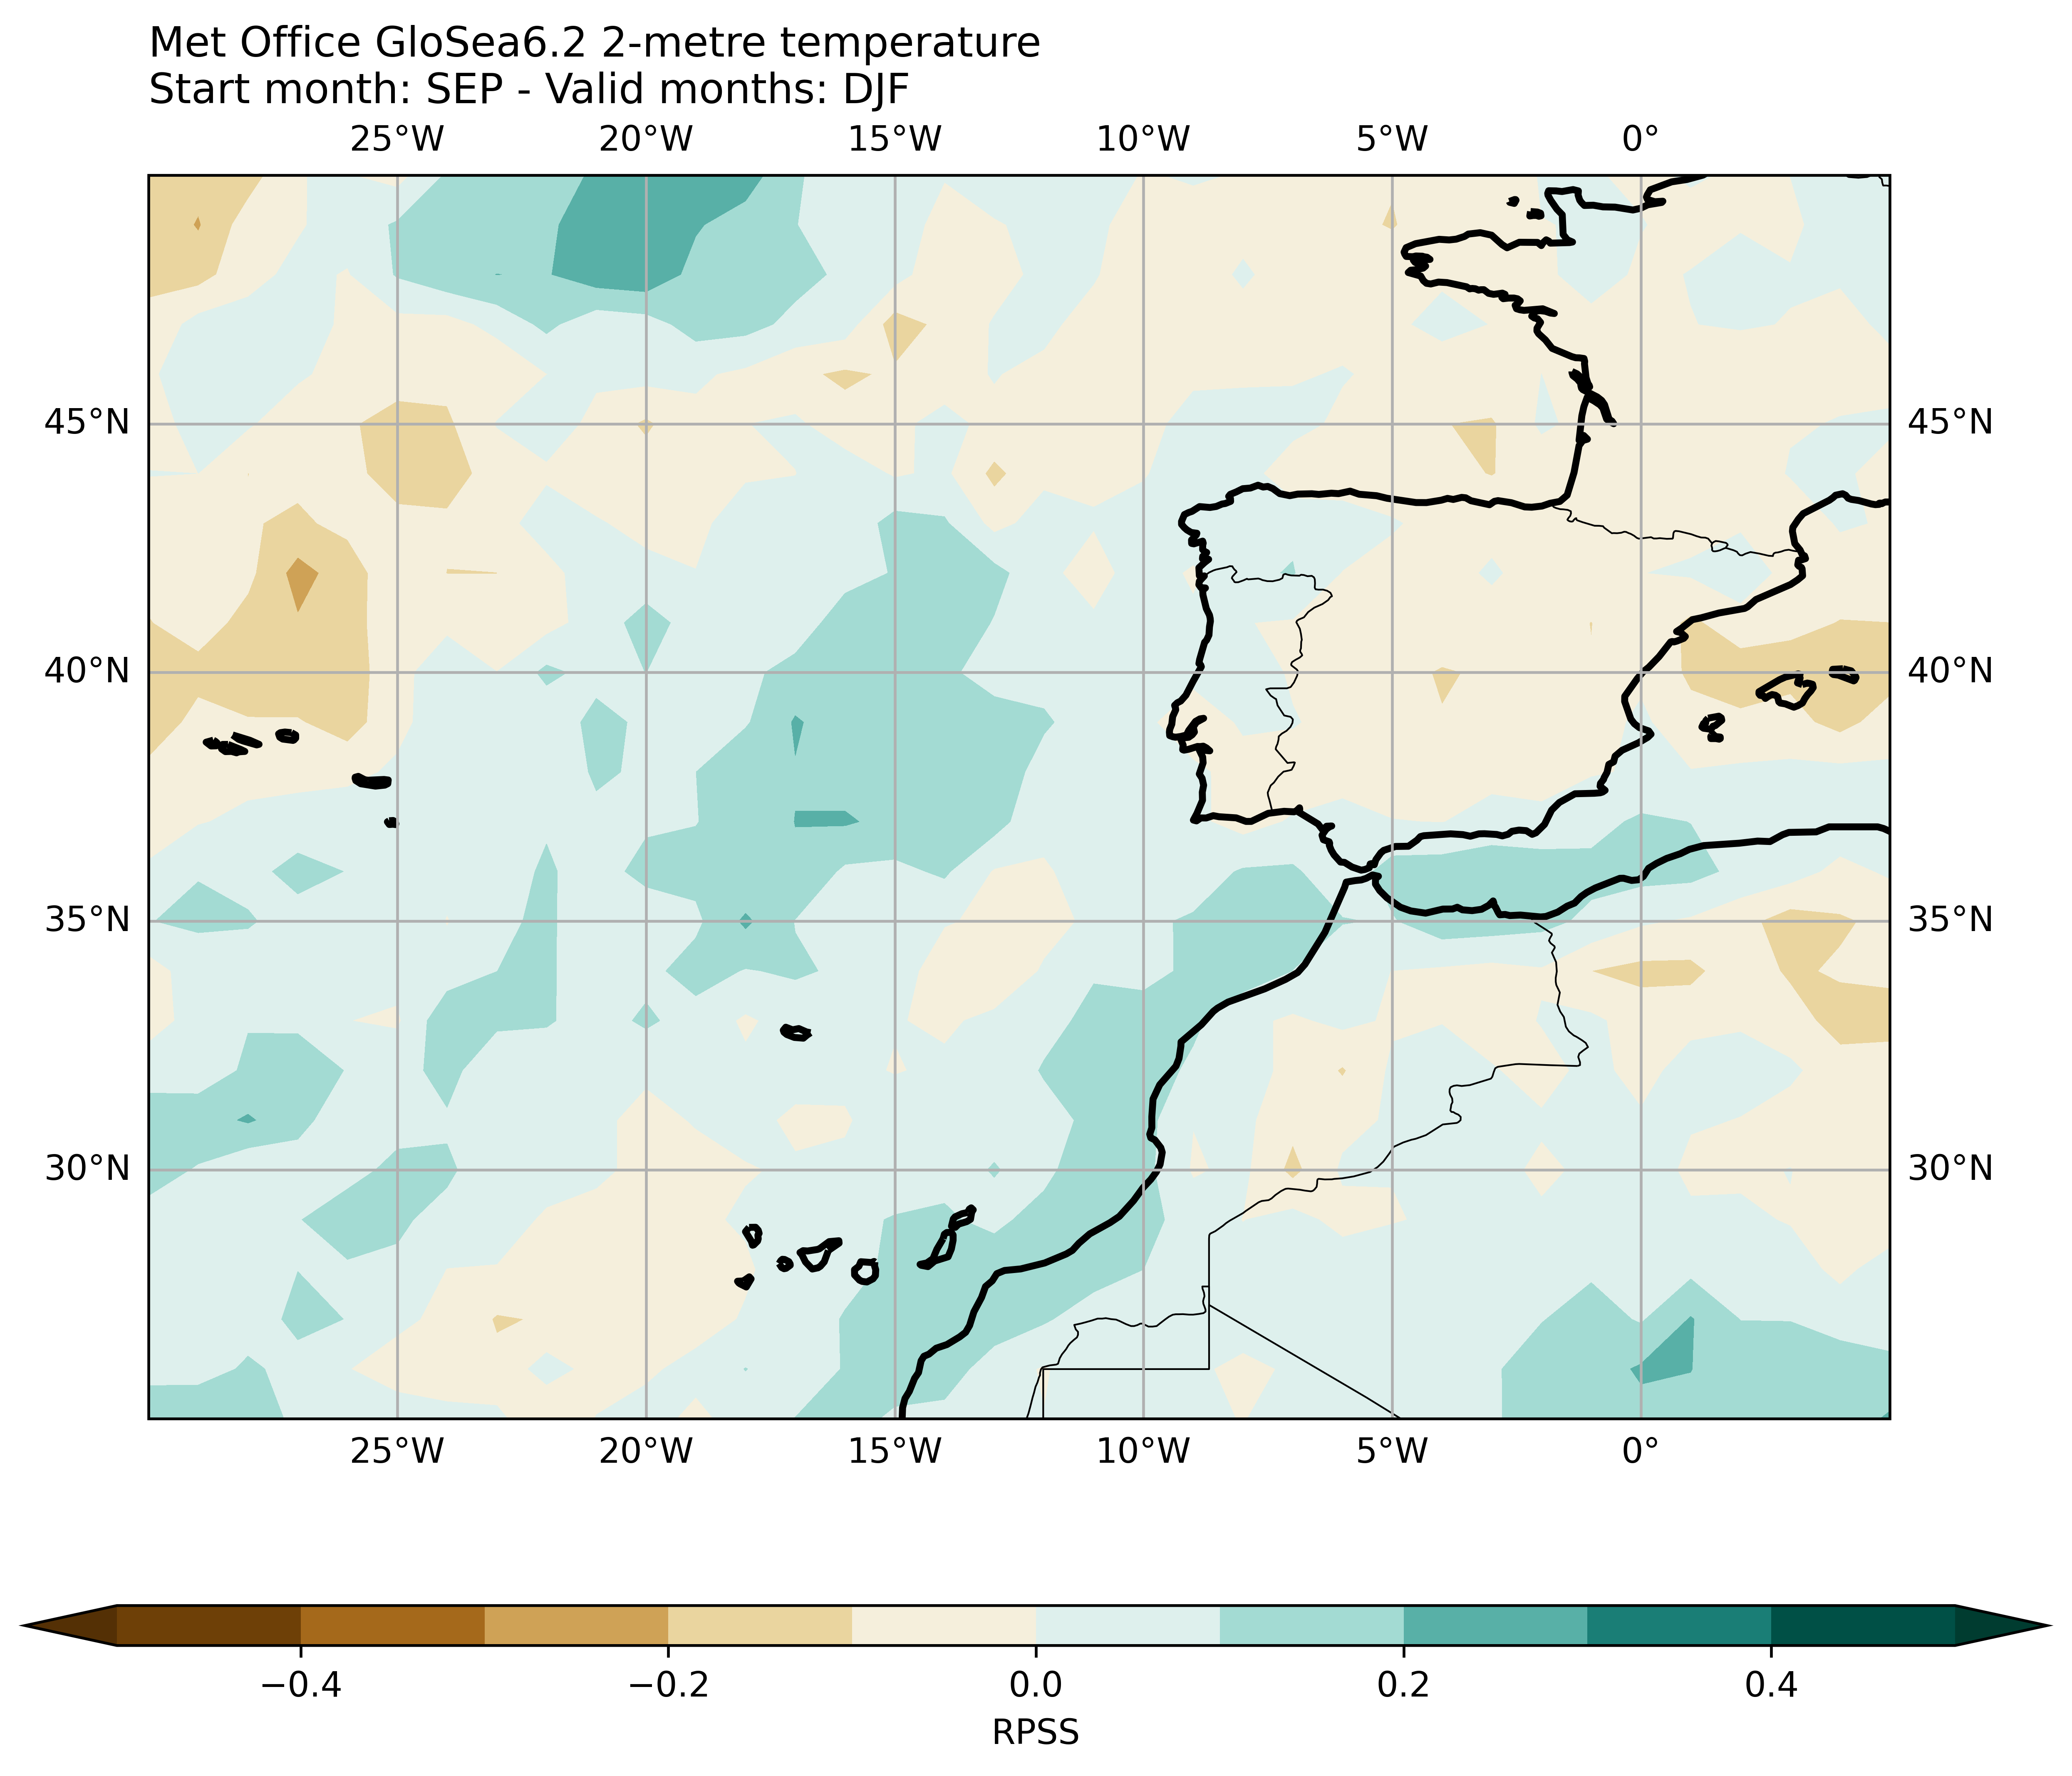 Met Office GloSea6.2 2-metre temperature
Start month: SEP - Valid months: DJF
25°W 20°W 15°W 10°W 5°W 0°
45°N 45°N
40°N 40°N
35°N 35°N
30°N 30°N
25°W 20°W 15°W 10°W 5°W 0°
−0.4 −0.2 0.0 0.2 0.4
RPSS